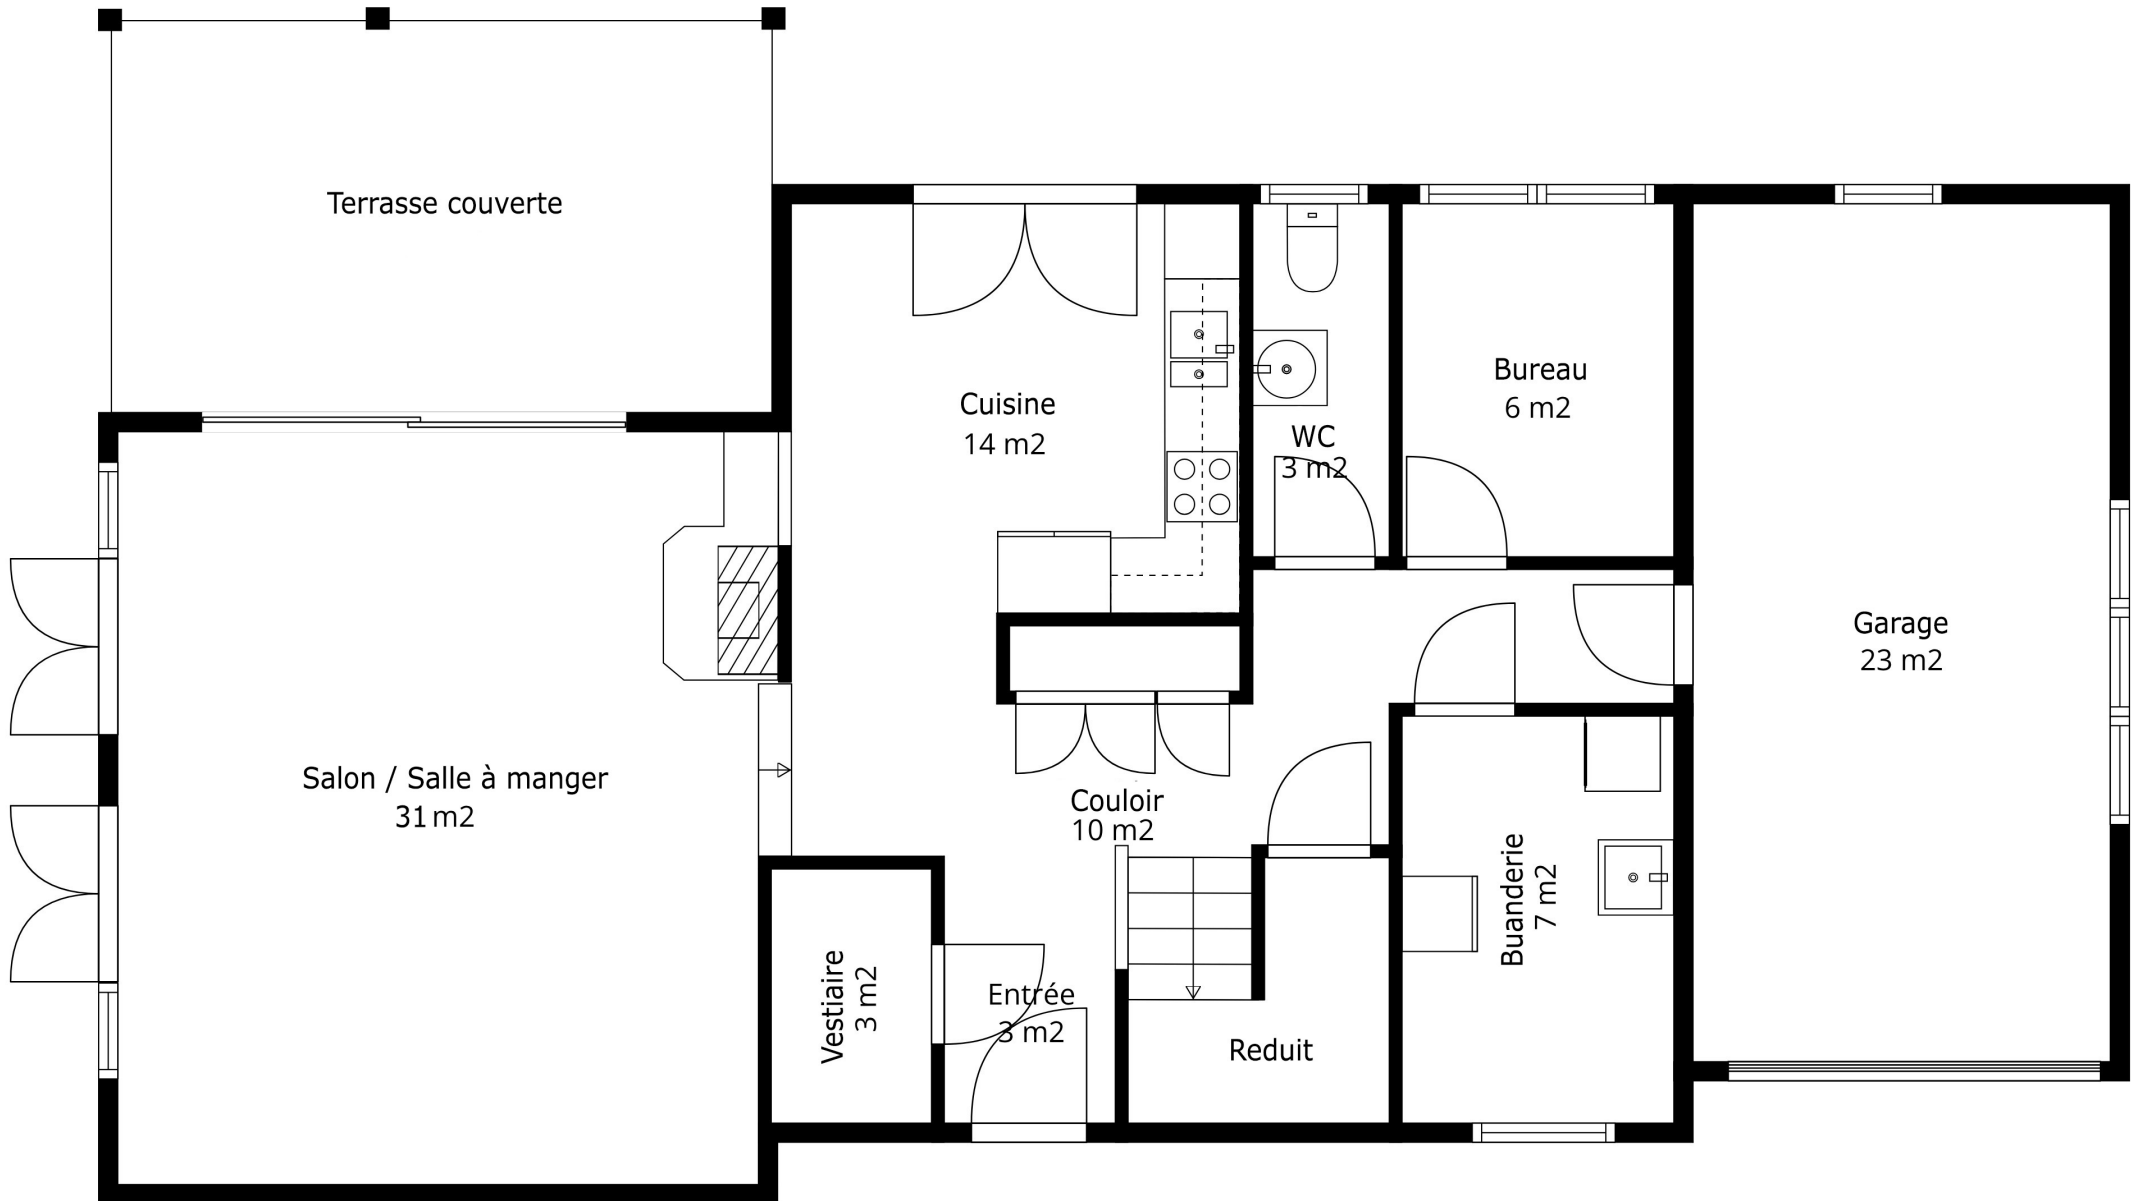 Terrasse couverte
Cuisine
14 m2
WC
3 m2
Bureau
6 m2
Garage
23 m2
Salon / Salle à manger
31 m2
Couloir
10 m2
Buanderie
7 m2
Vestiaire
3 m2
Entrée
3 m2
Reduit